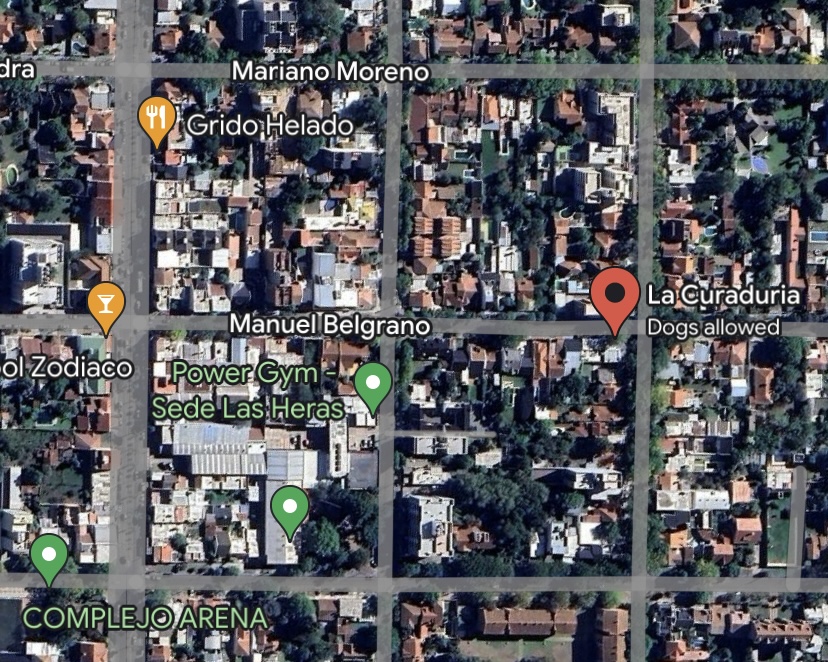 dra
Mariano Moreno
Grido Helado
La Curaduria
Dogs allowed
Manuel Belgrano
ol Zodiaco
Power Gym -
Sede Las Heras
COMPLEJO ARENA